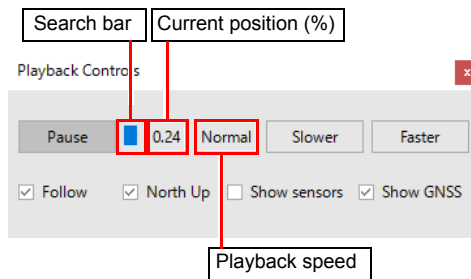 Search bar Current position (%)
Playback Controls x
Pause 0.24 Normal Slower Faster
Follow North Up Show sensors Show GNSS
Playback speed